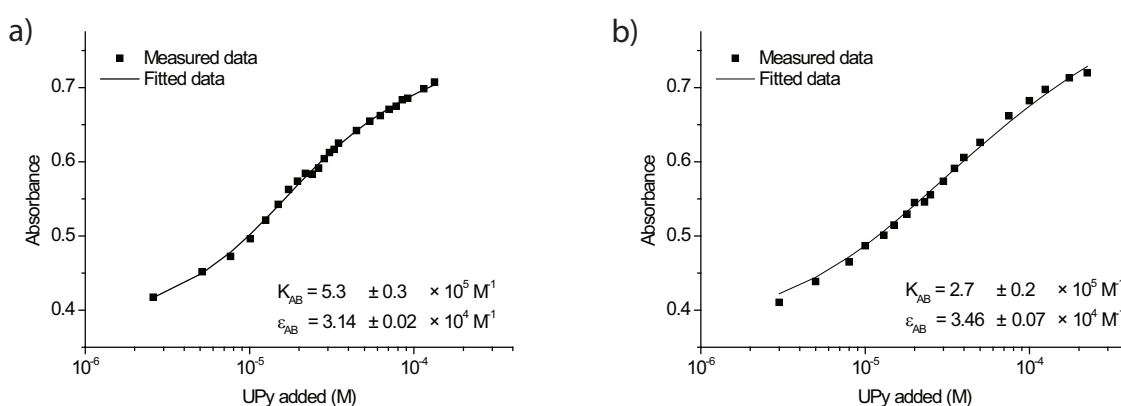 a)
Measured data
Fitted data
0.7
0.6
0.5
0.4
Absorbance
K_AB = 5.3 ± 0.3 × 10^5 M^-1
ε_AB = 3.14 ± 0.02 × 10^4 M^-1
10^-6 10^-5 10^-4
UPy added (M)
b)
Measured data
Fitted data
0.7
0.6
0.5
0.4
Absorbance
K_AB = 2.7 ± 0.2 × 10^5 M^-1
ε_AB = 3.46 ± 0.07 × 10^4 M^-1
10^-6 10^-5 10^-4
UPy added (M)